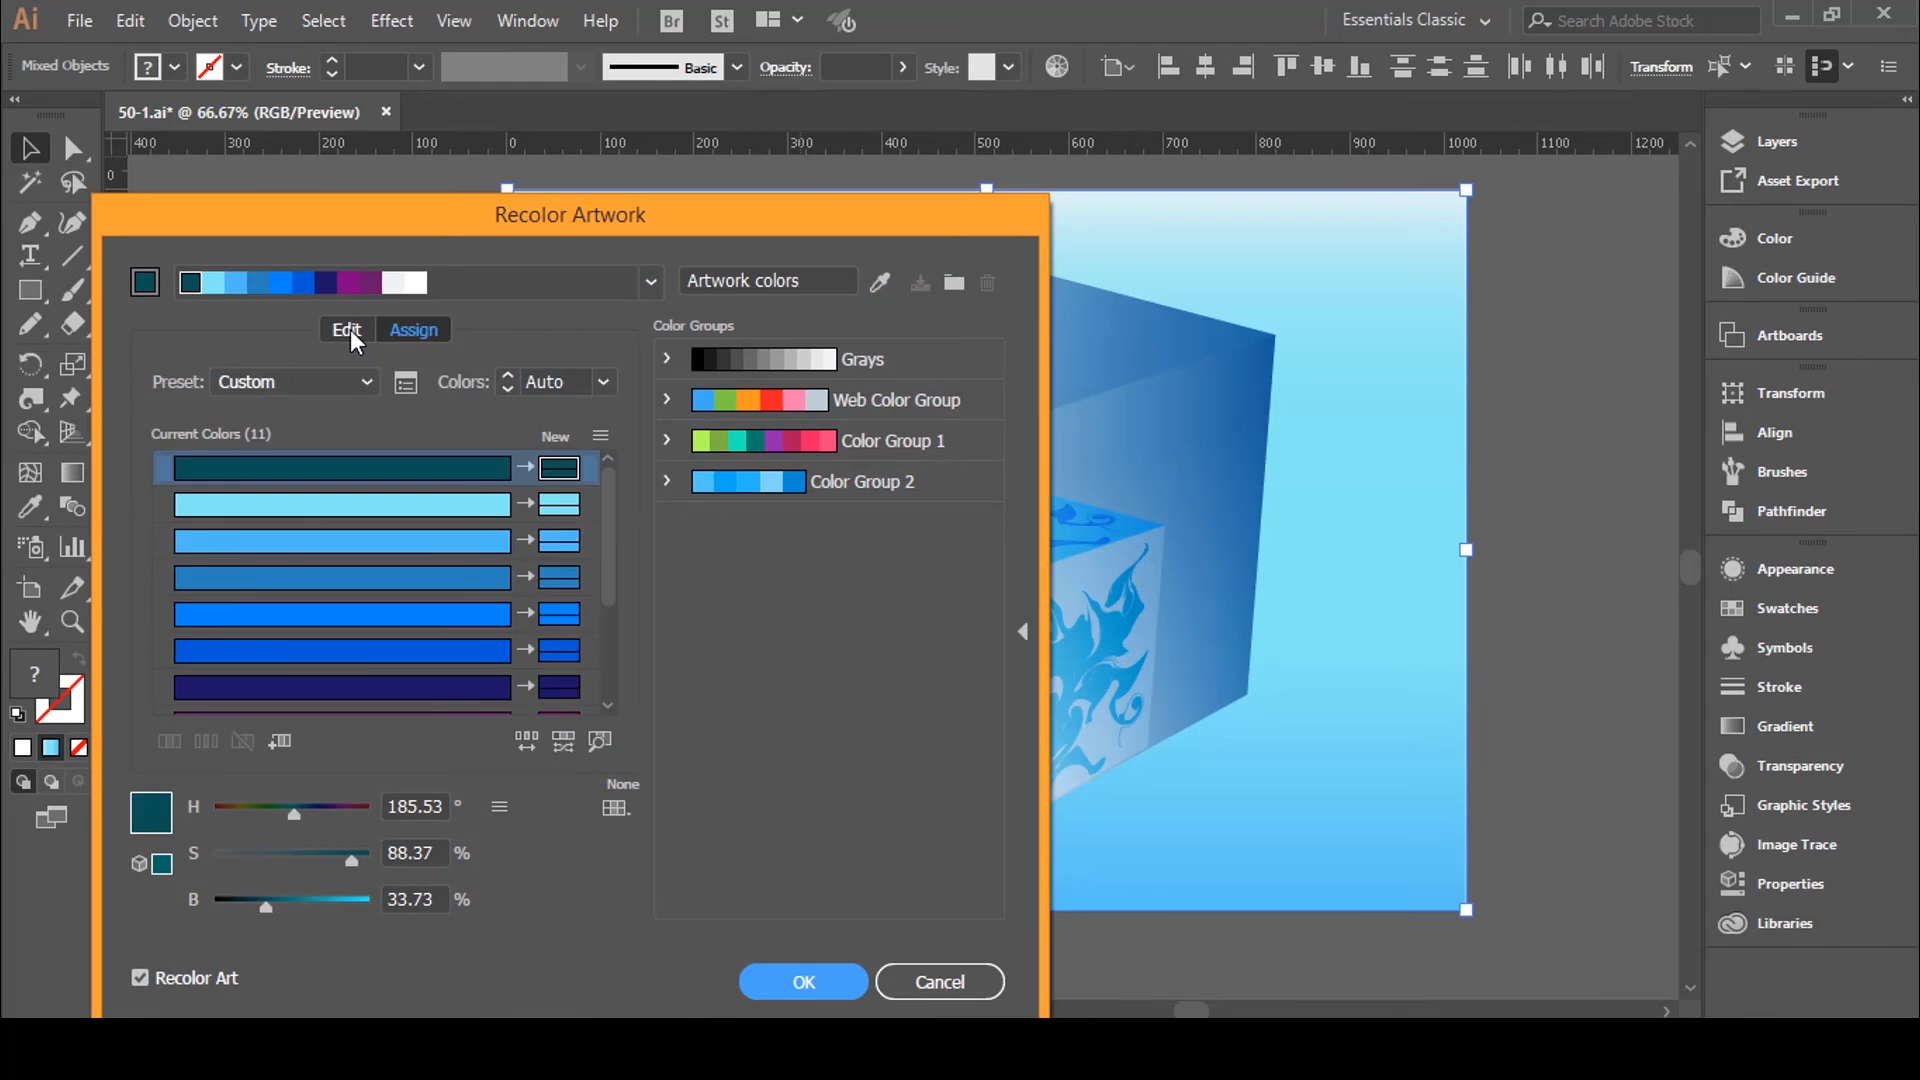 Ai File Edit Object Type Select Effect View Window Help Br St Essentials Classic Search Adobe Stock
Mixed Objects ? Stroke: Basic Opacity: Style: Transform
50-1.ai* @ 66.67% (RGB/Preview)
400 300 200 100 0 100 200 300 400 500 600 700 800 900 1000 1100 1200
0
Recolor Artwork
Artwork colors
Edit Assign
Preset: Custom Colors: Auto
Current Colors (11) New
Color Groups
Grays
Web Color Group
Color Group 1
Color Group 2
None
H 185.53 °
S 88.37 %
B 33.73 %
Recolor Art
OK Cancel
?
Layers
Asset Export
Color
Color Guide
Artboards
Transform
Align
Brushes
Pathfinder
Appearance
Swatches
Symbols
Stroke
Gradient
Transparency
Graphic Styles
Image Trace
Properties
Libraries